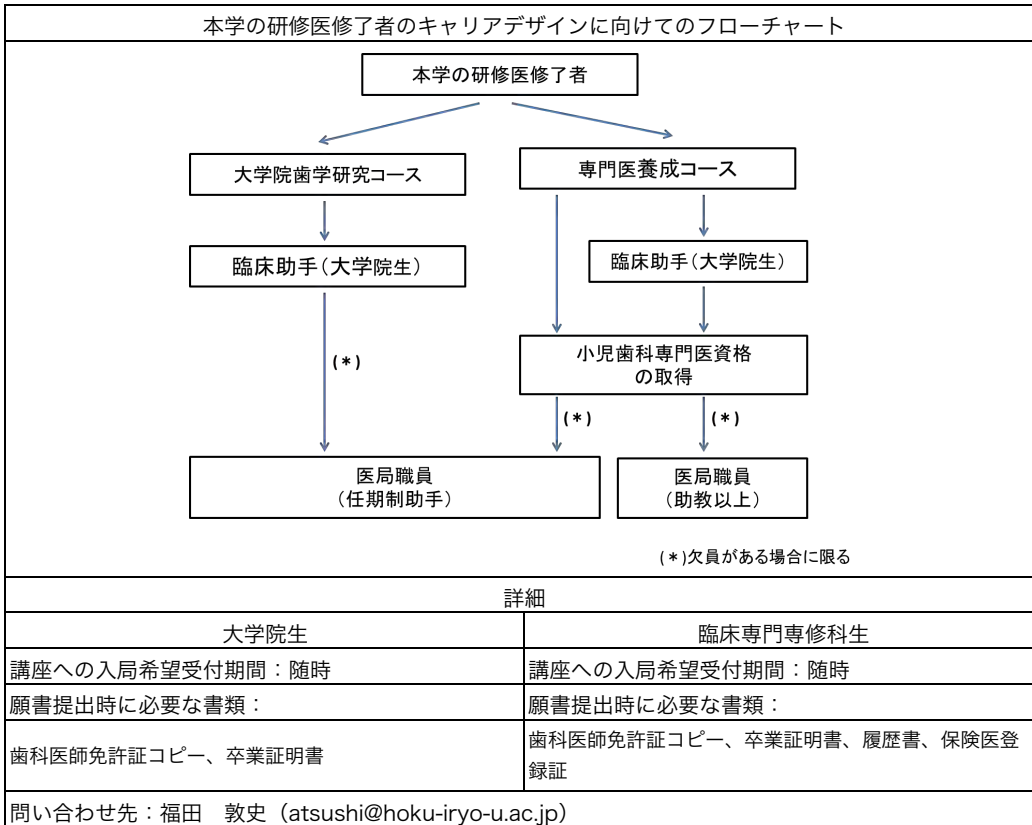 本学の研修医修了者のキャリアデザインに向けてのフローチャート
本学の研修医修了者
大学院歯学研究コース
専門医養成コース
臨床助手(大学院生)
臨床助手(大学院生)
小児歯科専門医資格
の取得
(*)
(*)
(*)
医局職員
(任期制助手)
医局職員
(助教以上)
(*)欠員がある場合に限る
詳細
大学院生
臨床専門専修科生
講座への入局希望受付期間：随時
講座への入局希望受付期間：随時
願書提出時に必要な書類：
願書提出時に必要な書類：
歯科医師免許証コピー、卒業証明書
歯科医師免許証コピー、卒業証明書、履歴書、保険医登
録証
問い合わせ先：福田　敦史（atsushi@hoku-iryo-u.ac.jp）